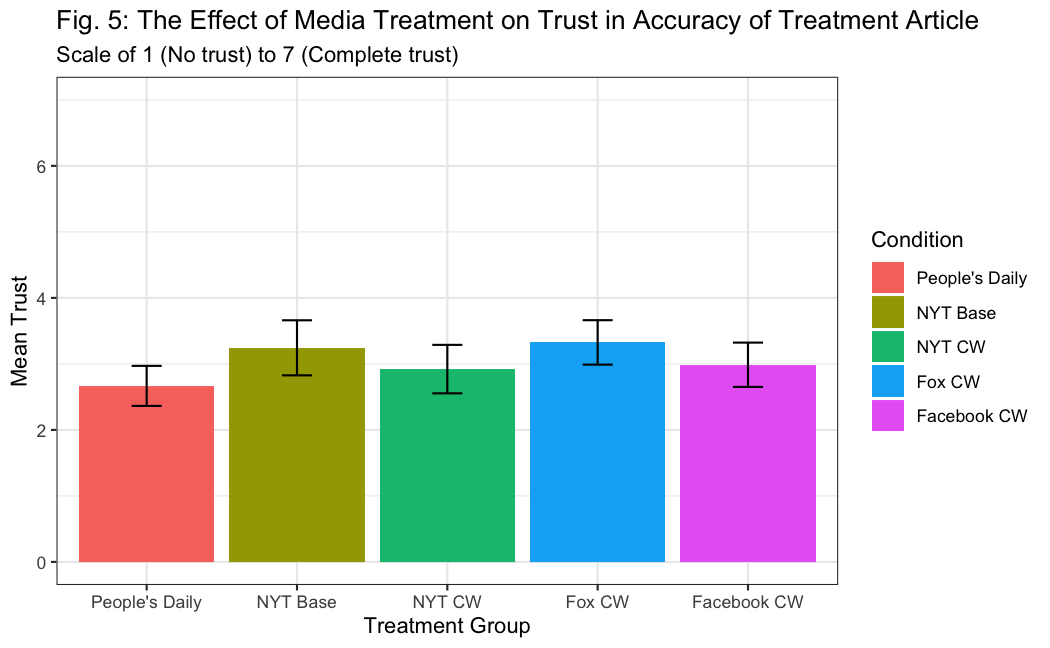 Fig. 5: The Effect of Media Treatment on Trust in Accuracy of Treatment Article
Scale of 1 (No trust) to 7 (Complete trust)
Mean Trust
6
4
2
0
People's Daily
NYT Base
NYT CW
Fox CW
Facebook CW
Treatment Group
Condition
People's Daily
NYT Base
NYT CW
Fox CW
Facebook CW